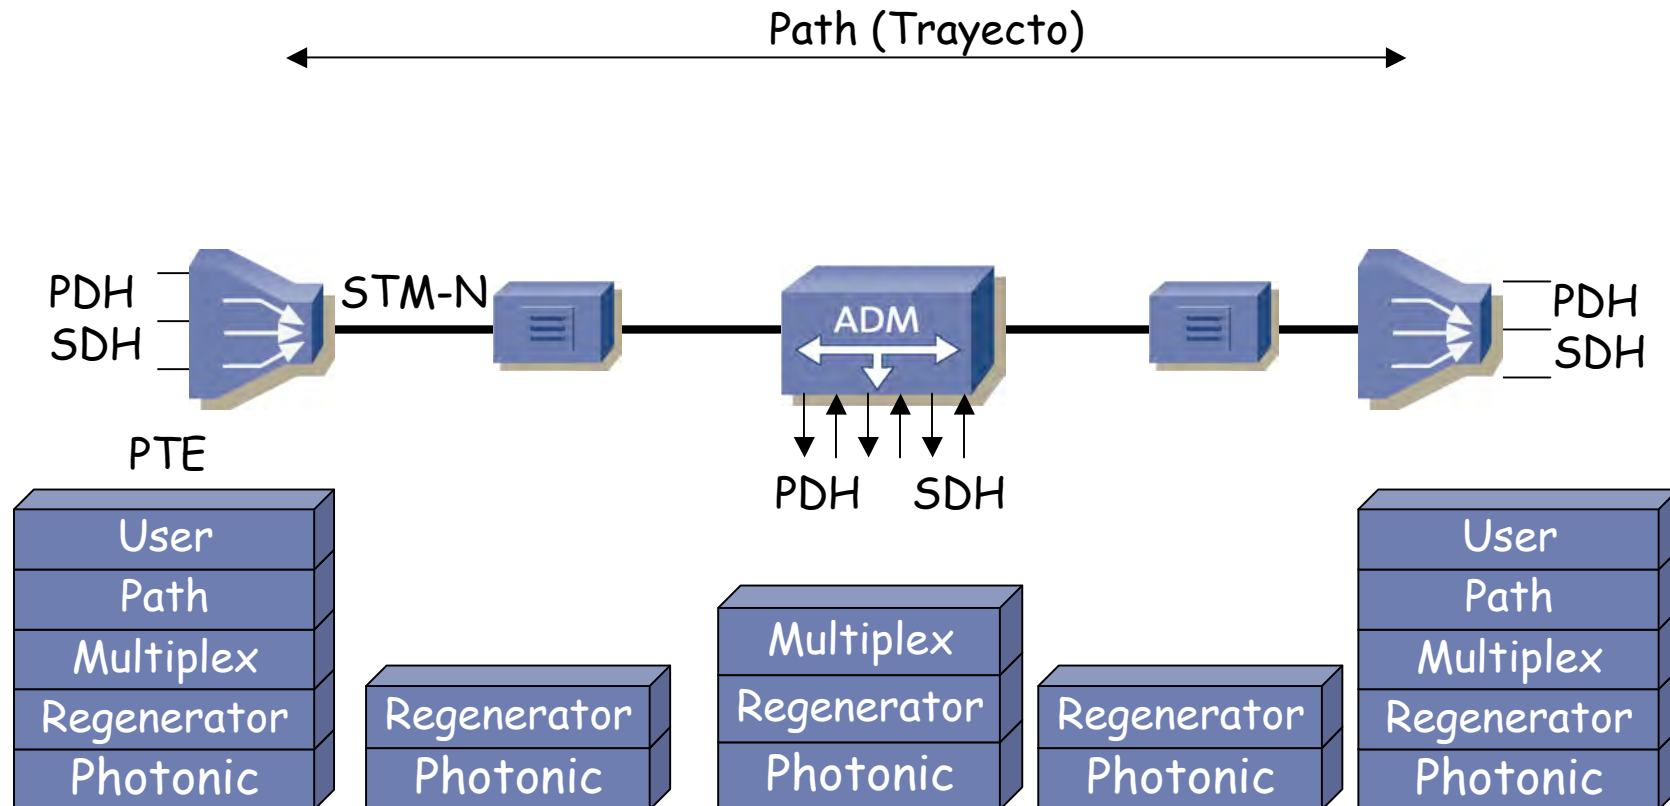 Path (Trayecto)
PDH
SDH
STM-N
ADM
PDH
SDH
PTE
PDH SDH
User
Path
Multiplex
Regenerator
Photonic
Regenerator
Photonic
Multiplex
Regenerator
Photonic
Regenerator
Photonic
User
Path
Multiplex
Regenerator
Photonic